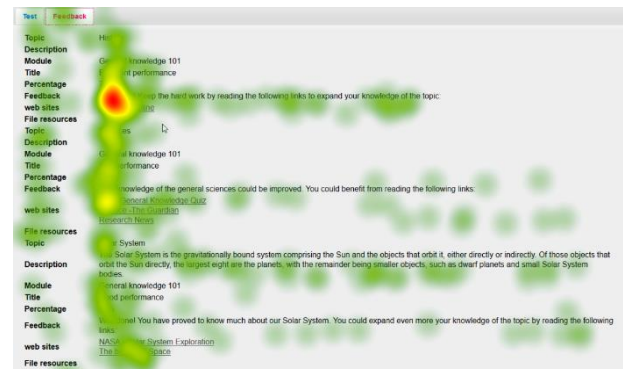 Test Feedback
Topic
Description
Module knowledge 101
Title performance
Percentage
Feedback the hard work by reading the following links to expand your knowledge of the topic:
web sites
File resources
Topic
Description
Module knowledge 101
Title performance
Percentage
Feedback knowledge of the general sciences could be improved. You could benefit from reading the following links:
General Knowledge Quiz
web sites The Guardian
Research News
File resources
Topic System
Solar System is the gravitationally bound system comprising the Sun and the objects that orbit it, either directly or indirectly. Of those objects that
Description orbit the Sun directly, the largest eight are the planets, with the remainder being smaller objects, such as dwarf planets and small Solar System
bodies.
Module General knowledge 101
Title performance
Percentage
Feedback You have proved to know much about our Solar System. You could expand even more your knowledge of the topic by reading the following
links:
web sites NASA System Exploration
The Space
File resources